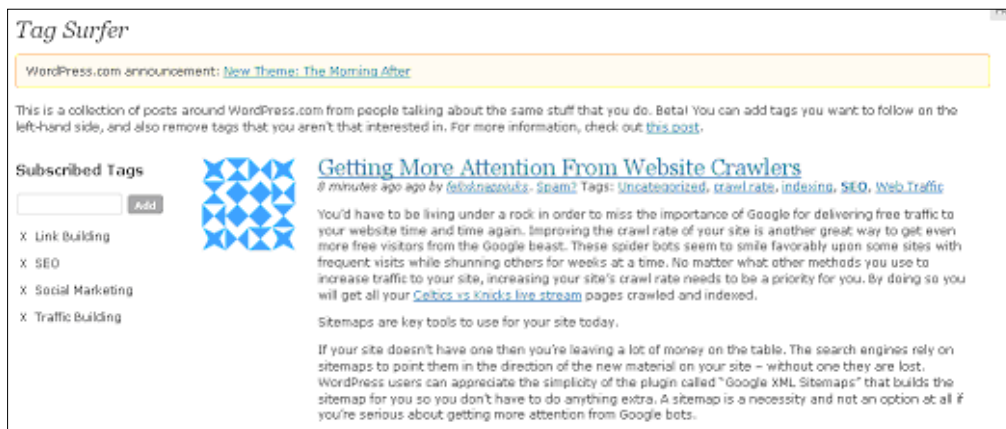 Tag Surfer
WordPress.com announcement: New Theme: The Morning After
This is a collection of posts around WordPress.com from people talking about the same stuff that you do. Beta! You can add tags you want to follow on the
left-hand side, and also remove tags that you aren't that interested in. For more information, check out this post.
Subscribed Tags
Add
X Link Building
X SEO
X Social Marketing
X Traffic Building
Getting More Attention From Website Crawlers
8 minutes ago ago by Spam? Tags: Uncategorized, crawl rate, indexing, SEO, Web Traffic
You'd have to be living under a rock in order to miss the importance of Google for delivering free traffic to
your website time and time again. Improving the crawl rate of your site is another great way to get even
more free visitors from the Google beast. These spider bots seem to smile favorably upon some sites with
frequent visits while shunning others for weeks at a time. No matter what other methods you use to
increase traffic to your site, increasing your site's crawl rate needs to be a priority for you. By doing so you
will get all your Celtics vs Knicks live stream pages crawled and indexed.
Sitemaps are key tools to use for your site today.
If your site doesn't have one then you're leaving a lot of money on the table. The search engines rely on
sitemaps to point them in the direction of the new material on your site – without one they are lost.
WordPress users can appreciate the simplicity of the plugin called "Google XML Sitemaps" that builds the
sitemap for you so you don't have to do anything extra. A sitemap is a necessity and not an option at all if
you're serious about getting more attention from Google bots.